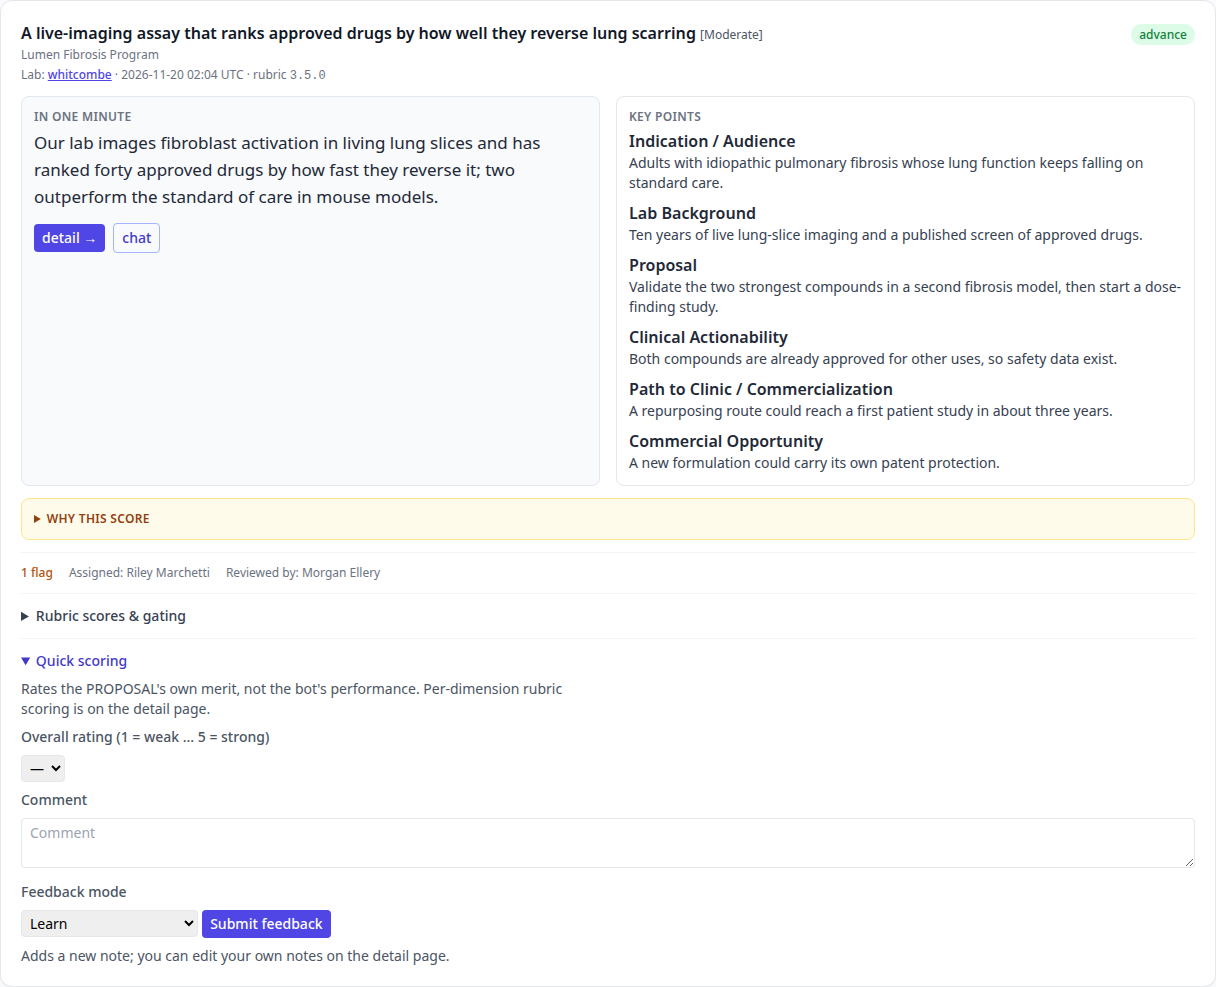 A live-imaging assay that ranks approved drugs by how well they reverse lung scarring [Moderate]
advance
Lumen Fibrosis Program
Lab: whitcombe · 2026-11-20 02:04 UTC · rubric 3.5.0
IN ONE MINUTE
Our lab images fibroblast activation in living lung slices and has
ranked forty approved drugs by how fast they reverse it; two
outperform the standard of care in mouse models.
detail →
chat
KEY POINTS
Indication / Audience
Adults with idiopathic pulmonary fibrosis whose lung function keeps falling on
standard care.
Lab Background
Ten years of live lung-slice imaging and a published screen of approved drugs.
Proposal
Validate the two strongest compounds in a second fibrosis model, then start a dose-
finding study.
Clinical Actionability
Both compounds are already approved for other uses, so safety data exist.
Path to Clinic / Commercialization
A repurposing route could reach a first patient study in about three years.
Commercial Opportunity
A new formulation could carry its own patent protection.
▶ WHY THIS SCORE
1 flag Assigned: Riley Marchetti Reviewed by: Morgan Ellery
▶ Rubric scores & gating
▼ Quick scoring
Rates the PROPOSAL's own merit, not the bot's performance. Per-dimension rubric
scoring is on the detail page.
Overall rating (1 = weak … 5 = strong)
—
Comment
Comment
Feedback mode
Learn
Submit feedback
Adds a new note; you can edit your own notes on the detail page.